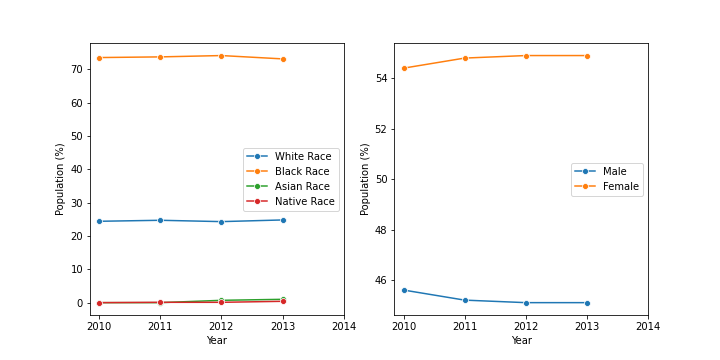 70
60
50
40
30
20
10
0
Population (%)
2010 2011 2012 2013 2014
Year
White Race
Black Race
Asian Race
Native Race
54
52
50
48
46
Population (%)
2010 2011 2012 2013 2014
Year
Male
Female